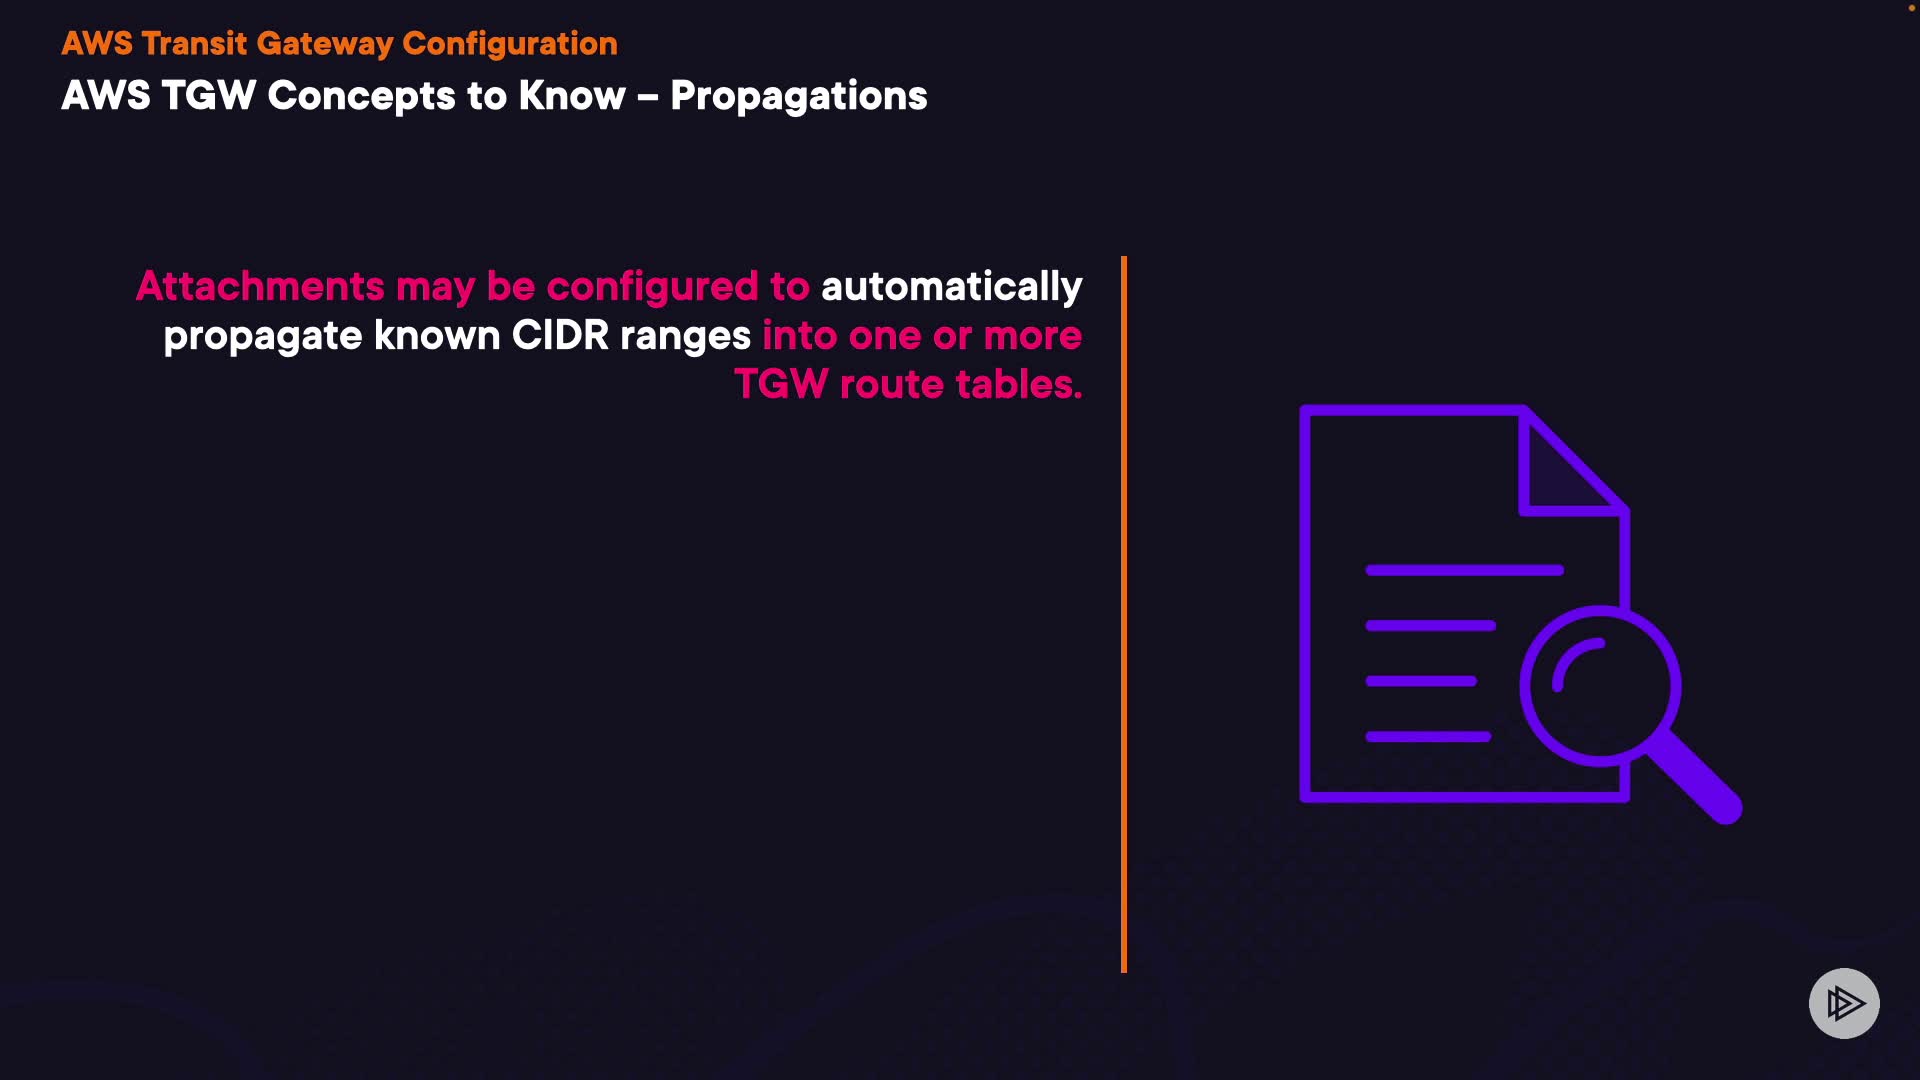 AWS Transit Gateway Configuration
AWS TGW Concepts to Know – Propagations
Attachments may be configured to automatically
propagate known CIDR ranges into one or more
TGW route tables.